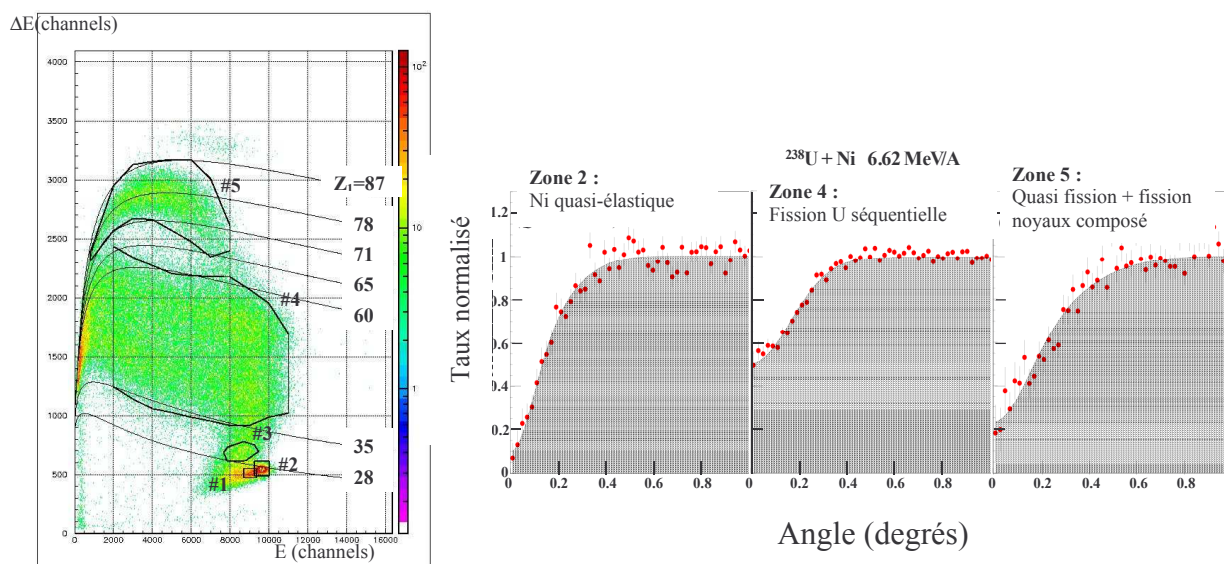 ΔE(channels)
4000
3500
3000
2500
2000
1500
1000
500
0
0 2000 4000 6000 8000 10000 12000 14000 16000
E (channels)
10²
10
1
Z₁=87
78
71
65
60
35
28
#5
#4
#3
#2
#1
²³⁸U + Ni 6.62 MeV/A
Zone 2 :
Ni quasi-élastique
Zone 4 :
Fission U séquentielle
Zone 5 :
Quasi fission + fission
noyaux composé
Taux normalisé
1.2
1
0.8
0.6
0.4
0.2
0
0 0.2 0.4 0.6 0.8
0 0.2 0.4 0.6 0.8
0 0.2 0.4 0.6 0.8
Angle (degrés)